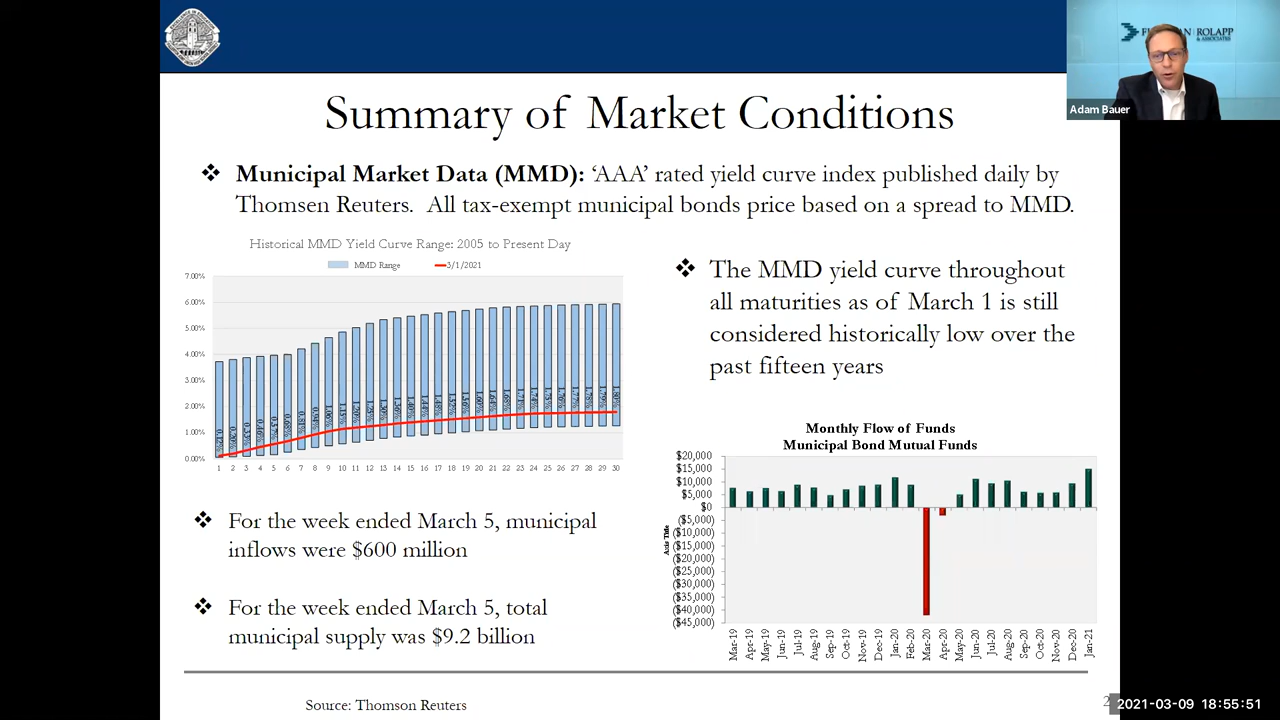 Summary of Market Conditions
Adam Bauer
ROLAPP
& ASSOCIATES
❖ Municipal Market Data (MMD): ‘AAA’ rated yield curve index published daily by
Thomsen Reuters. All tax-exempt municipal bonds price based on a spread to MMD.
Historical MMD Yield Curve Range: 2005 to Present Day
MMD Range 3/1/2021
7.00%
6.00%
5.00%
4.00%
3.00%
2.00%
1.00%
0.00%
1 2 3 4 5 6 7 8 9 10 11 12 13 14 15 16 17 18 19 20 21 22 23 24 25 26 27 28 29 30
❖ The MMD yield curve throughout
all maturities as of March 1 is still
considered historically low over the
past fifteen years
❖ For the week ended March 5, municipal
inflows were $600 million
❖ For the week ended March 5, total
municipal supply was $9.2 billion
Monthly Flow of Funds
Municipal Bond Mutual Funds
Axis Title
$20,000
$15,000
$10,000
$5,000
$0
($5,000)
($10,000)
($15,000)
($20,000)
($25,000)
($30,000)
($35,000)
($40,000)
($45,000)
Mar-19 Apr-19 May-19 Jun-19 Jul-19 Aug-19 Sep-19 Oct-19 Nov-19 Dec-19 Jan-20 Feb-20 Mar-20 Apr-20 May-20 Jun-20 Jul-20 Aug-20 Sep-20 Oct-20 Nov-20 Dec-20 Jan-21
Source: Thomson Reuters
2021-03-09 18:55:51